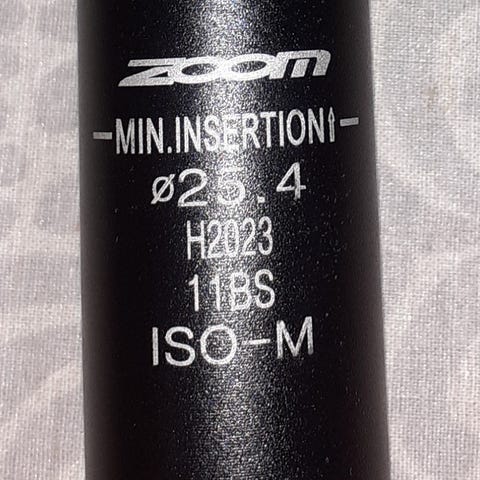 ZOOM
-MIN.INSERTION↑-
ø25.4
H2023
11BS
ISO-M